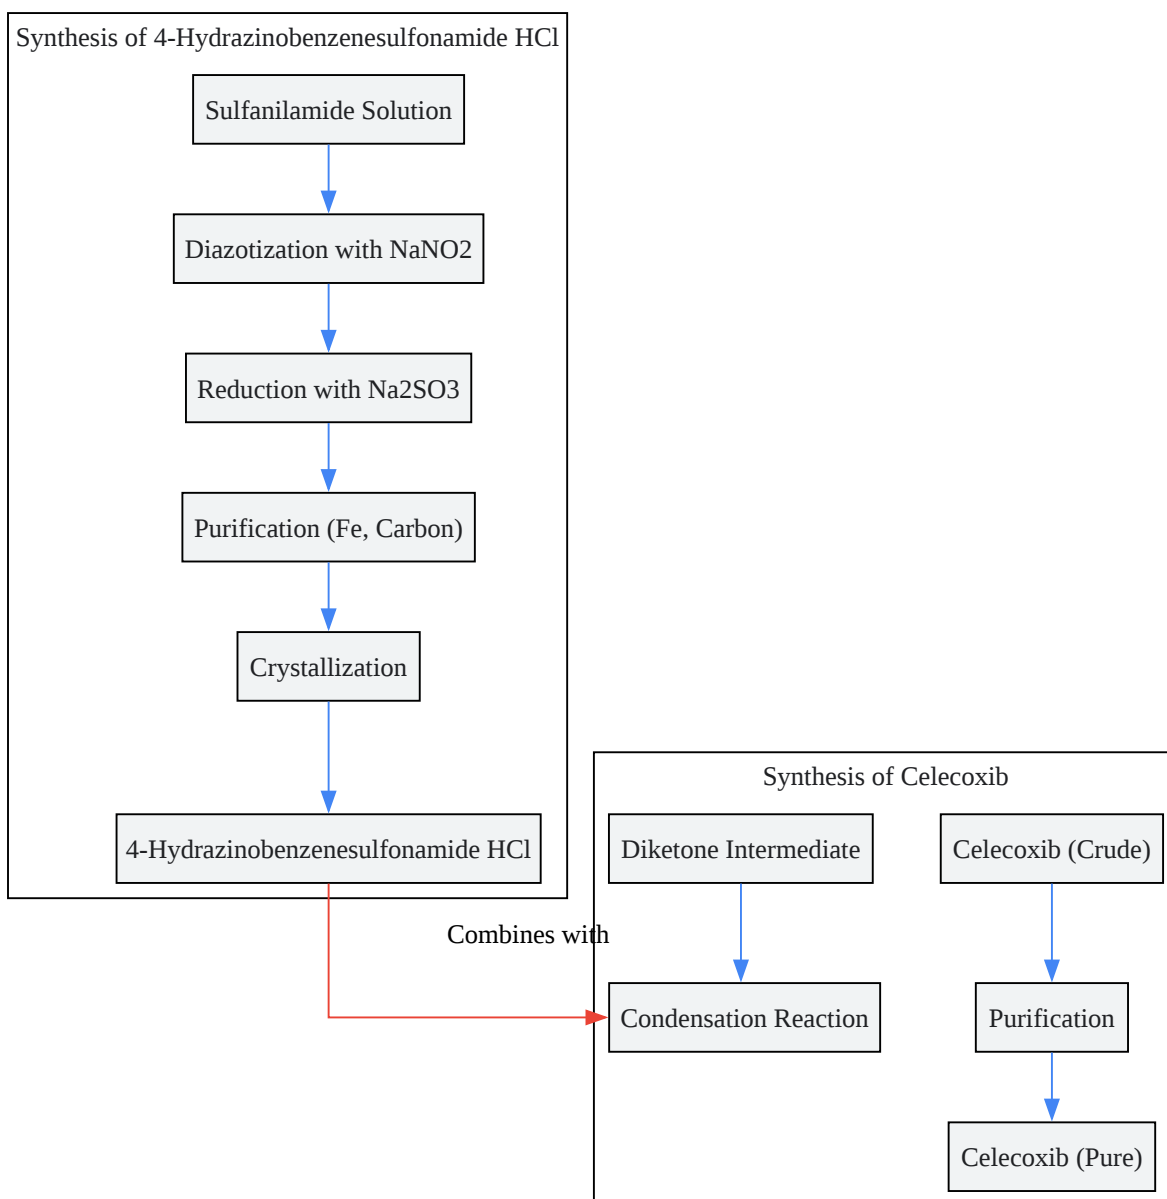 Synthesis of 4-Hydrazinobenzenesulfonamide HCl
Sulfanilamide Solution
Diazotization with NaNO2
Reduction with Na2SO3
Purification (Fe, Carbon)
Crystallization
4-Hydrazinobenzenesulfonamide HCl
Combines with
Synthesis of Celecoxib
Diketone Intermediate
Condensation Reaction
Celecoxib (Crude)
Purification
Celecoxib (Pure)